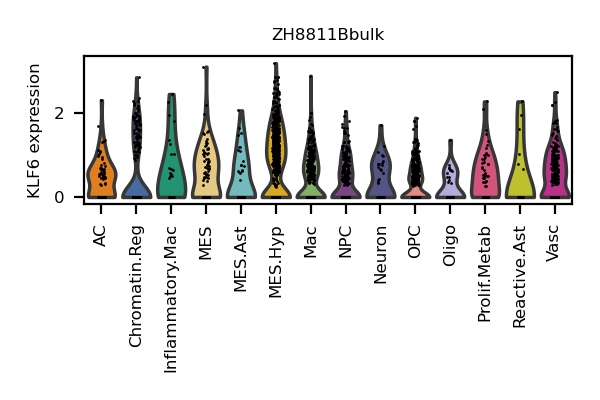 ZH8811Bbulk
KLF6 expression
2
0
AC
Chromatin.Reg
Inflammatory.Mac
MES
MES.Ast
MES.Hyp
Mac
NPC
Neuron
OPC
Oligo
Prolif.Metab
Reactive.Ast
Vasc